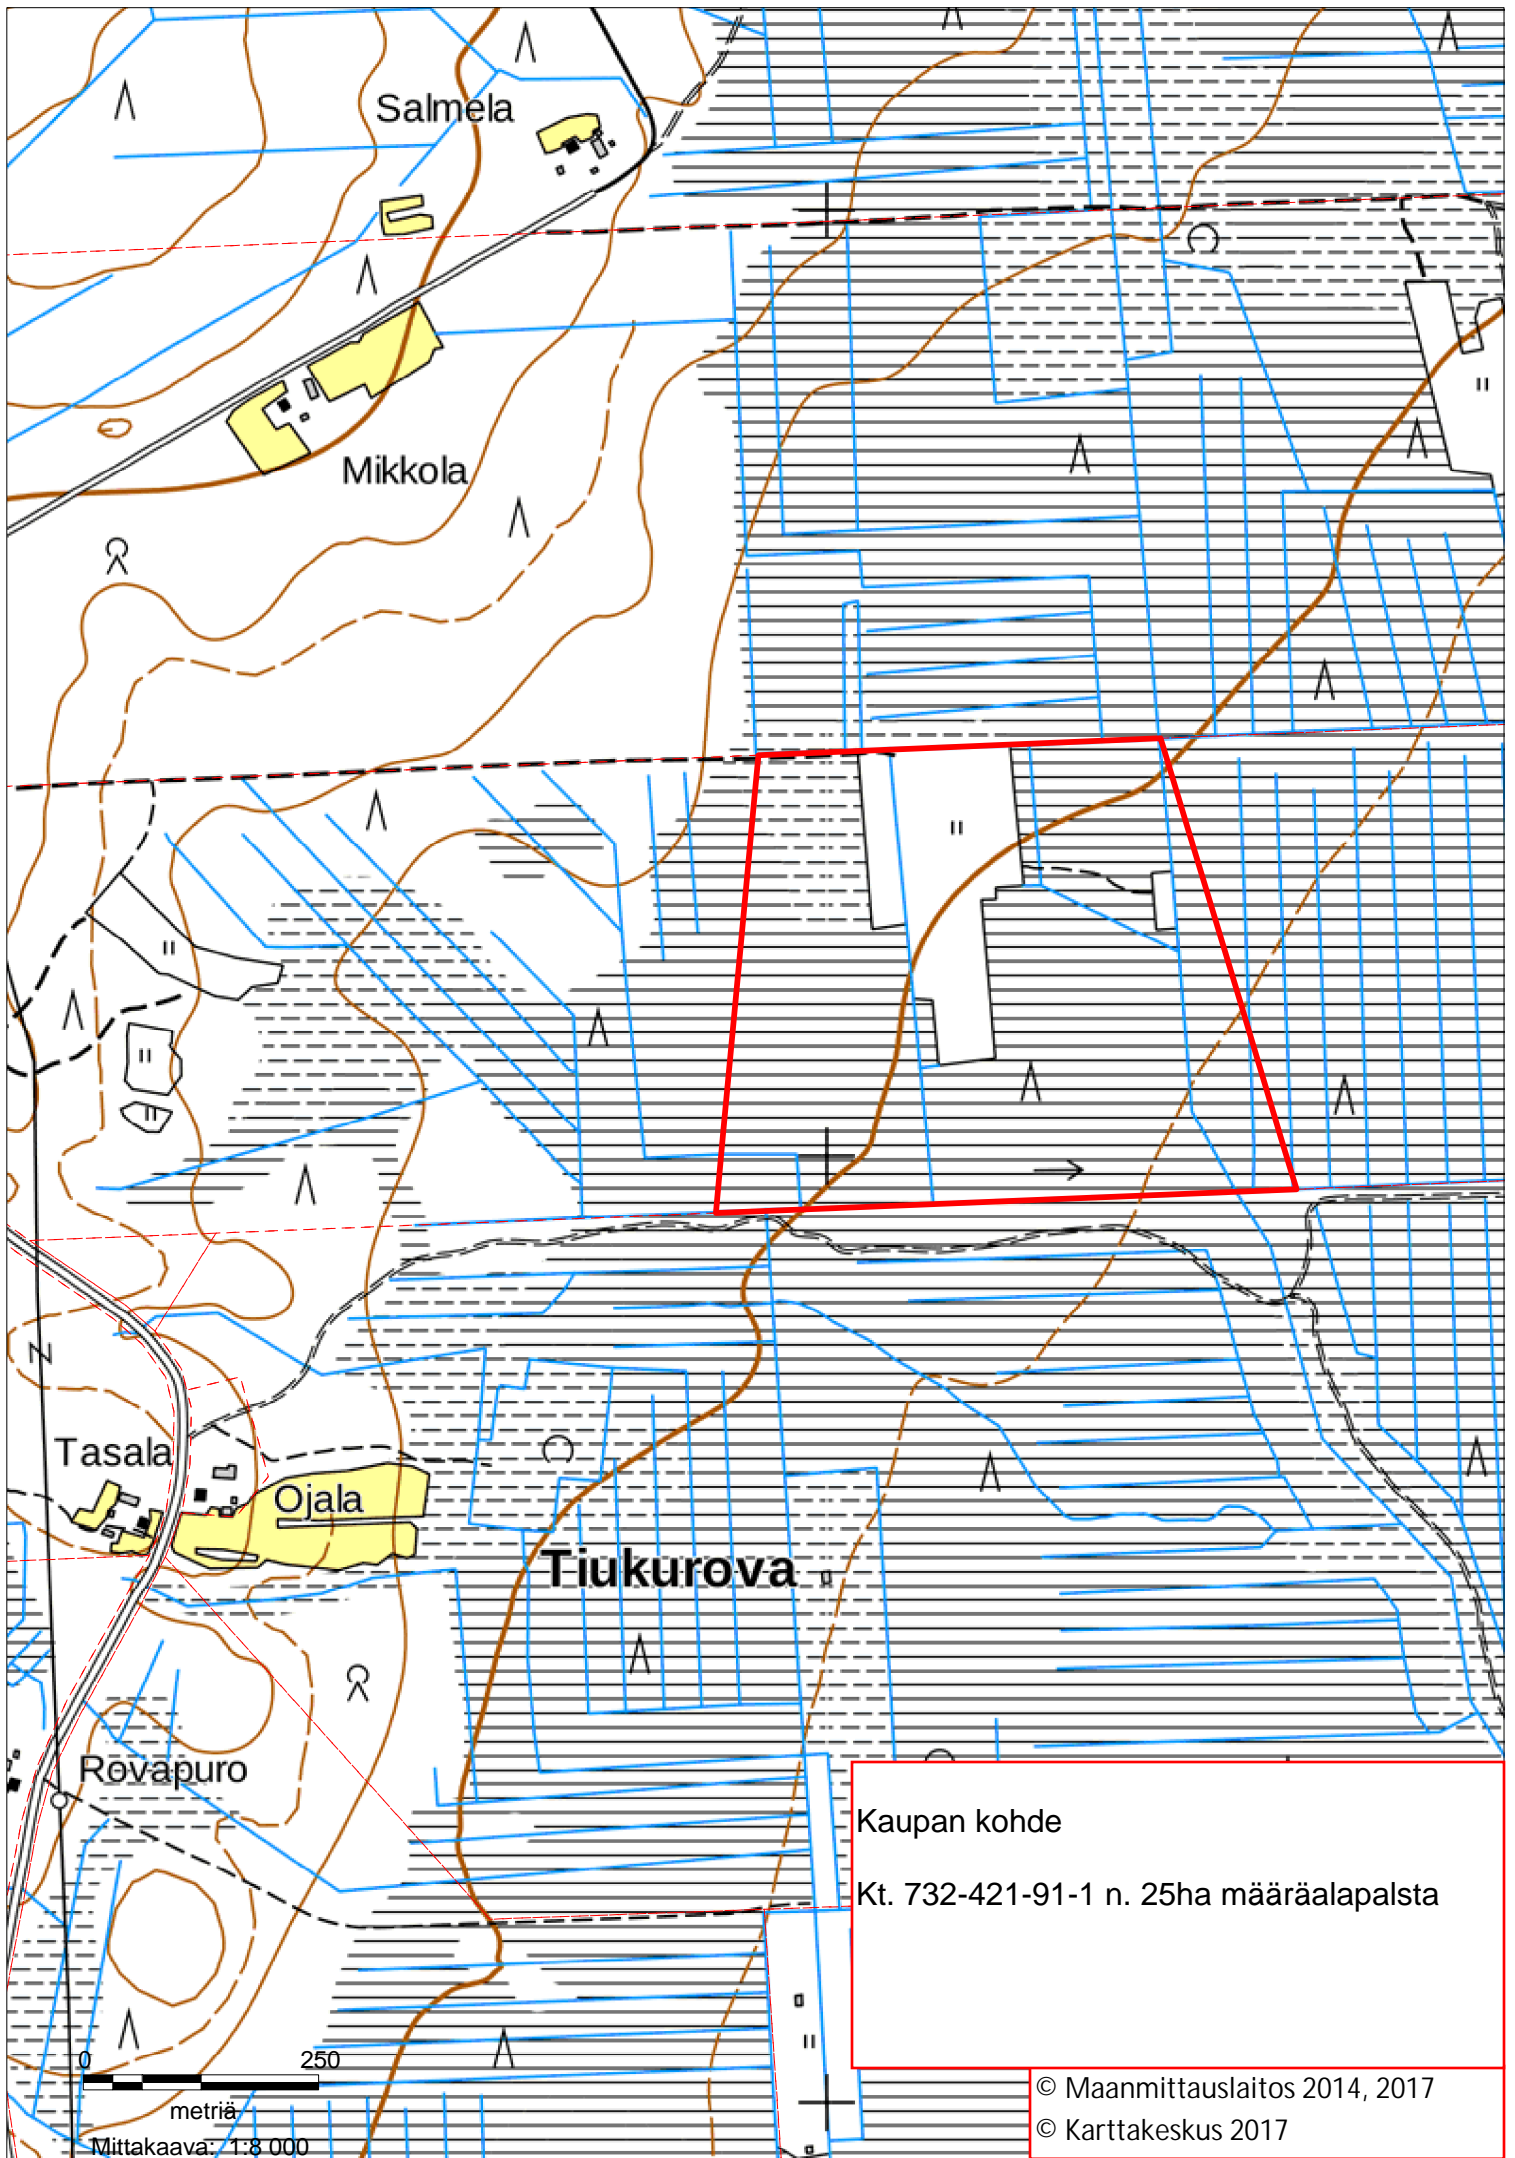 Salmela
Mikkola
Tasala
Ojala
Tiukurova
Rovapuro
Kaupan kohde
Kt. 732-421-91-1 n. 25ha määräalapalsta
0 250
metriä
Mittakaava: 1:8 000
© Maanmittauslaitos 2014, 2017
© Karttakeskus 2017